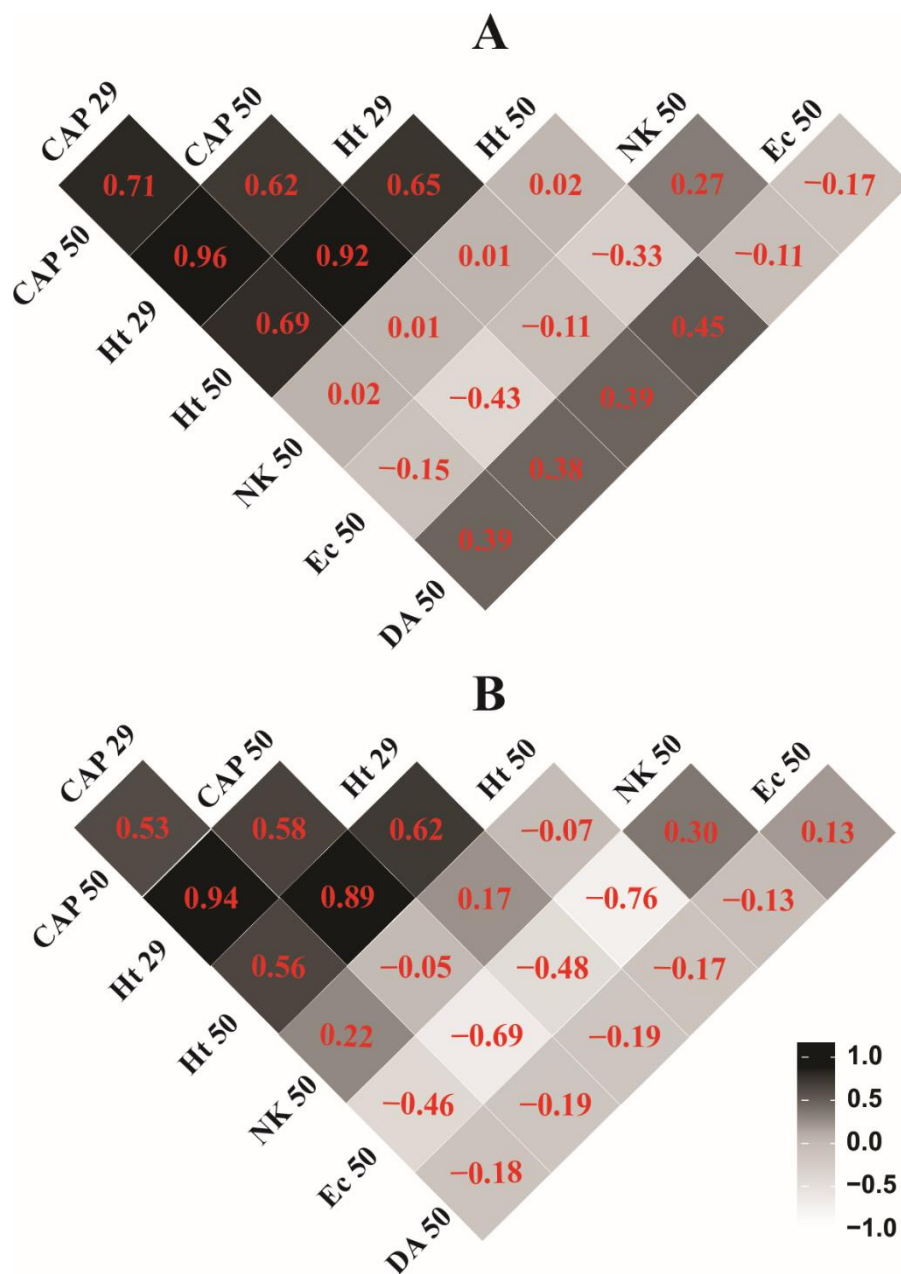 A
CAP 29
CAP 50
Ht 29
Ht 50
NK 50
Ec 50
0.71
0.62
0.65
0.02
0.27
−0.17
CAP 50
0.96
0.92
0.01
−0.33
−0.11
Ht 29
0.69
0.01
−0.11
0.45
Ht 50
0.02
−0.43
0.39
NK 50
−0.15
0.38
Ec 50
0.39
DA 50
B
CAP 29
CAP 50
Ht 29
Ht 50
NK 50
Ec 50
0.53
0.58
0.62
−0.07
0.30
0.13
CAP 50
0.94
0.89
0.17
−0.76
−0.13
Ht 29
0.56
−0.05
−0.48
−0.17
Ht 50
0.22
−0.69
−0.19
NK 50
−0.46
−0.19
Ec 50
−0.18
DA 50
1.0
0.5
0.0
−0.5
−1.0